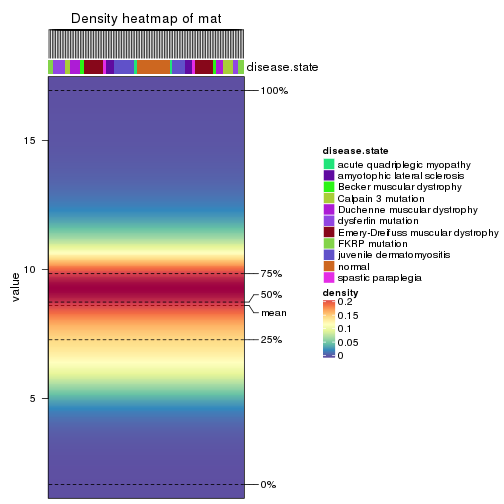 Density heatmap of mat
disease.state
100%
15
10
5
value
75%
50%
mean
25%
0%
disease.state
acute quadriplegic myopathy
amyotophic lateral sclerosis
Becker muscular dystrophy
Calpain 3 mutation
Duchenne muscular dystrophy
dysferlin mutation
Emery-Dreifuss muscular dystrophy
FKRP mutation
juvenile dermatomyositis
normal
spastic paraplegia
density
0.2
0.15
0.1
0.05
0